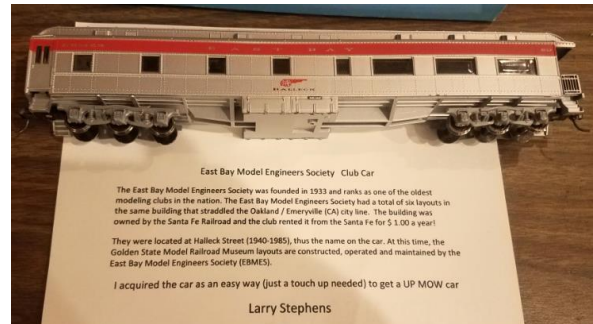 EAST BAY
HALLECK
East Bay Model Engineers Society Club Car
The East Bay Model Engineers Society was founded in 1933 and ranks as one of the oldest
modeling clubs in the nation. The East Bay Model Engineers Society had a total of six layouts in
the same building that straddled the Oakland / Emeryville (CA) city line. The building was
owned by the Santa Fe Railroad and the club rented it from the Santa Fe for $ 1.00 a year!
They were located at Halleck Street (1940-1985), thus the name on the car. At this time, the
Golden State Model Railroad Museum layouts are constructed, operated and maintained by the
East Bay Model Engineers Society (EBMES).
I acquired the car as an easy way (just a touch up needed) to get a UP MOW car
Larry Stephens